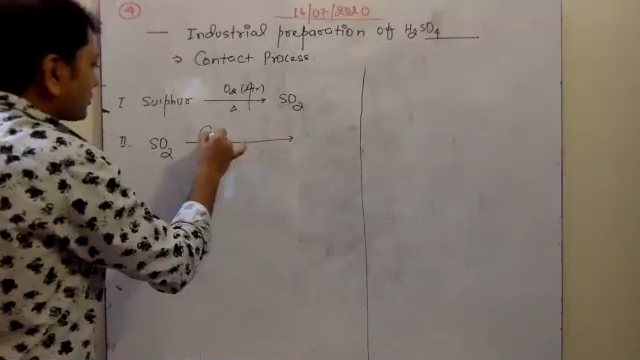 4
16/07/2020
— Industrial preparation of H2SO4
→ Contact Process.
I. Sulphur O2 (Air) Δ → SO2
II. SO2 →